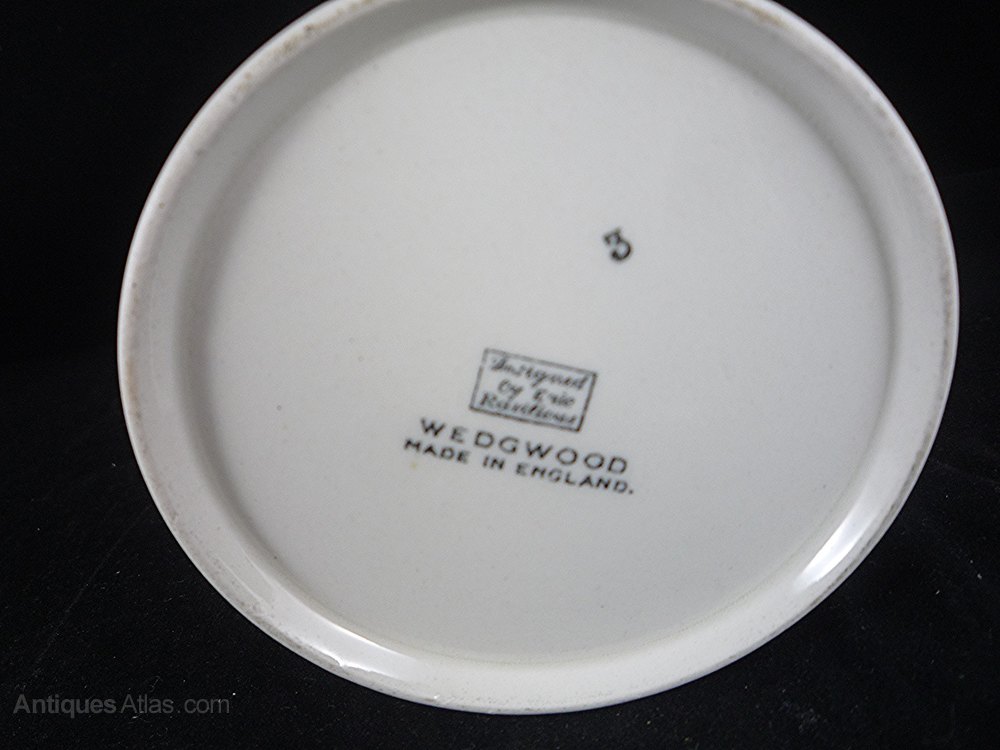 3
Designed
by Eric
Ravilious
WEDGWOOD
MADE IN ENGLAND.
AntiquesAtlas.com